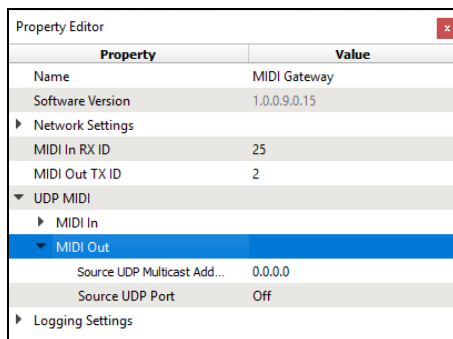 Property Editor
x
Property Value
Name MIDI Gateway
Software Version 1.0.0.9.0.15
Network Settings
MIDI In RX ID 25
MIDI Out TX ID 2
UDP MIDI
MIDI In
MIDI Out
Source UDP Multicast Add... 0.0.0.0
Source UDP Port Off
Logging Settings